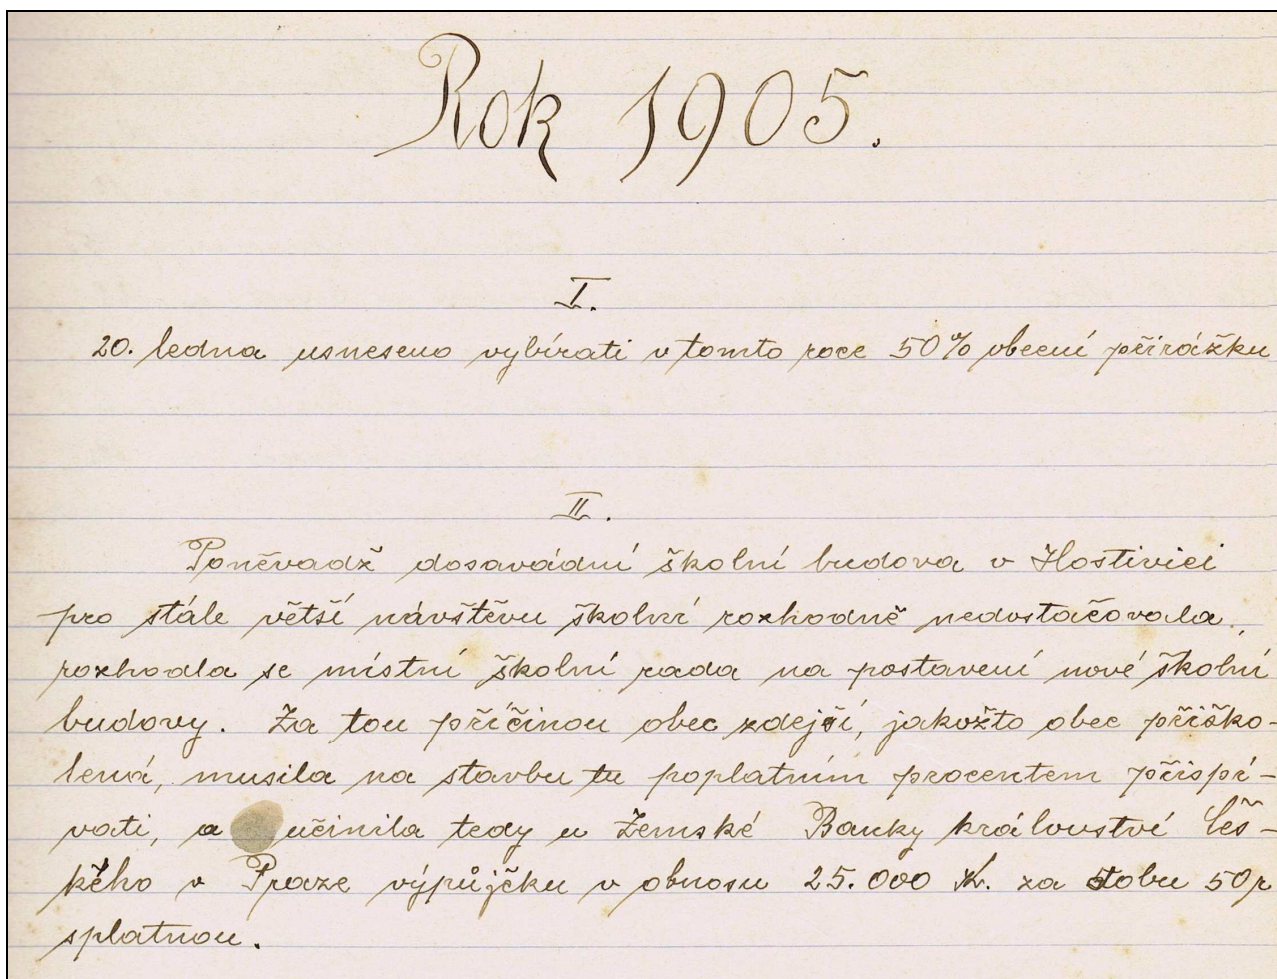 Rok 1905.
I.
20. ledna usneseno vybírati v tomto roce 50% obecní přirážku
II.
Poněvadž dosavádní školní budova v Hostivici
pro stále větší návštěvu školní rozhodně nedostačovala,
rozhodla se místní školní rada na postavení nové školní
budovy. Za tou příčinou obec zdejší, jakožto obec přiško-
lená, musila na stavbu tu poplatním procentem přispí-
vati, a učinila tedy u Zemské Banky království Čes-
kého v Praze výpůjčku v obnosu 25.000 K. za dobu 50 r
splatnou.